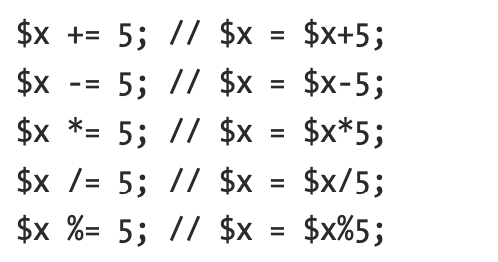 $x += 5; // $x = $x+5;
$x -= 5; // $x = $x-5;
$x *= 5; // $x = $x*5;
$x /= 5; // $x = $x/5;
$x %= 5; // $x = $x%5;